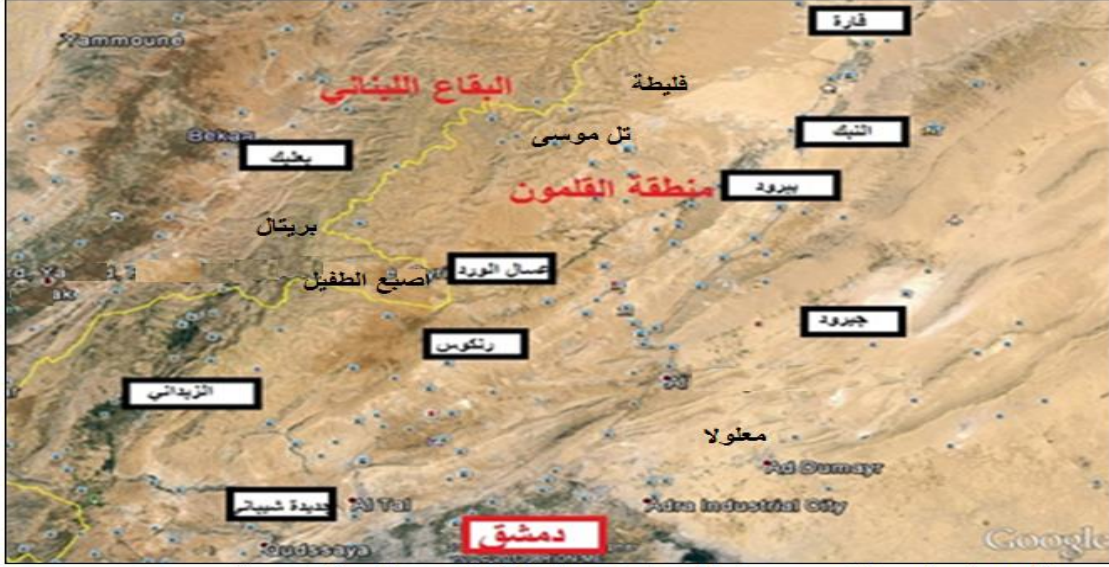 قارة
Yammouné
البقاع اللبناني
فليطة
النبك
تل موسى
Bekaa
بعلبك
يبرود
منطقة القلمون
بريتال
عسال الورد
اصبع الطفيل
جيرود
رنكوس
الزبداني
معلولا
Ad Dumayr
جديدة شيباني
Al Tal
Adra Industrial City
دمشق
Qudssaya
Google